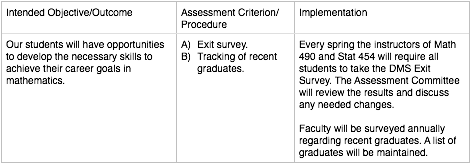 Intended Objective/Outcome
Assessment Criterion/
Procedure
Implementation
Our students will have opportunities
to develop the necessary skills to
achieve their career goals in
mathematics.
A) Exit survey.
B) Tracking of recent
graduates.
Every spring the instructors of Math
490 and Stat 454 will require all
students to take the DMS Exit
Survey. The Assessment Committee
will review the results and discuss
any needed changes.
Faculty will be surveyed annually
regarding recent graduates. A list of
graduates will be maintained.